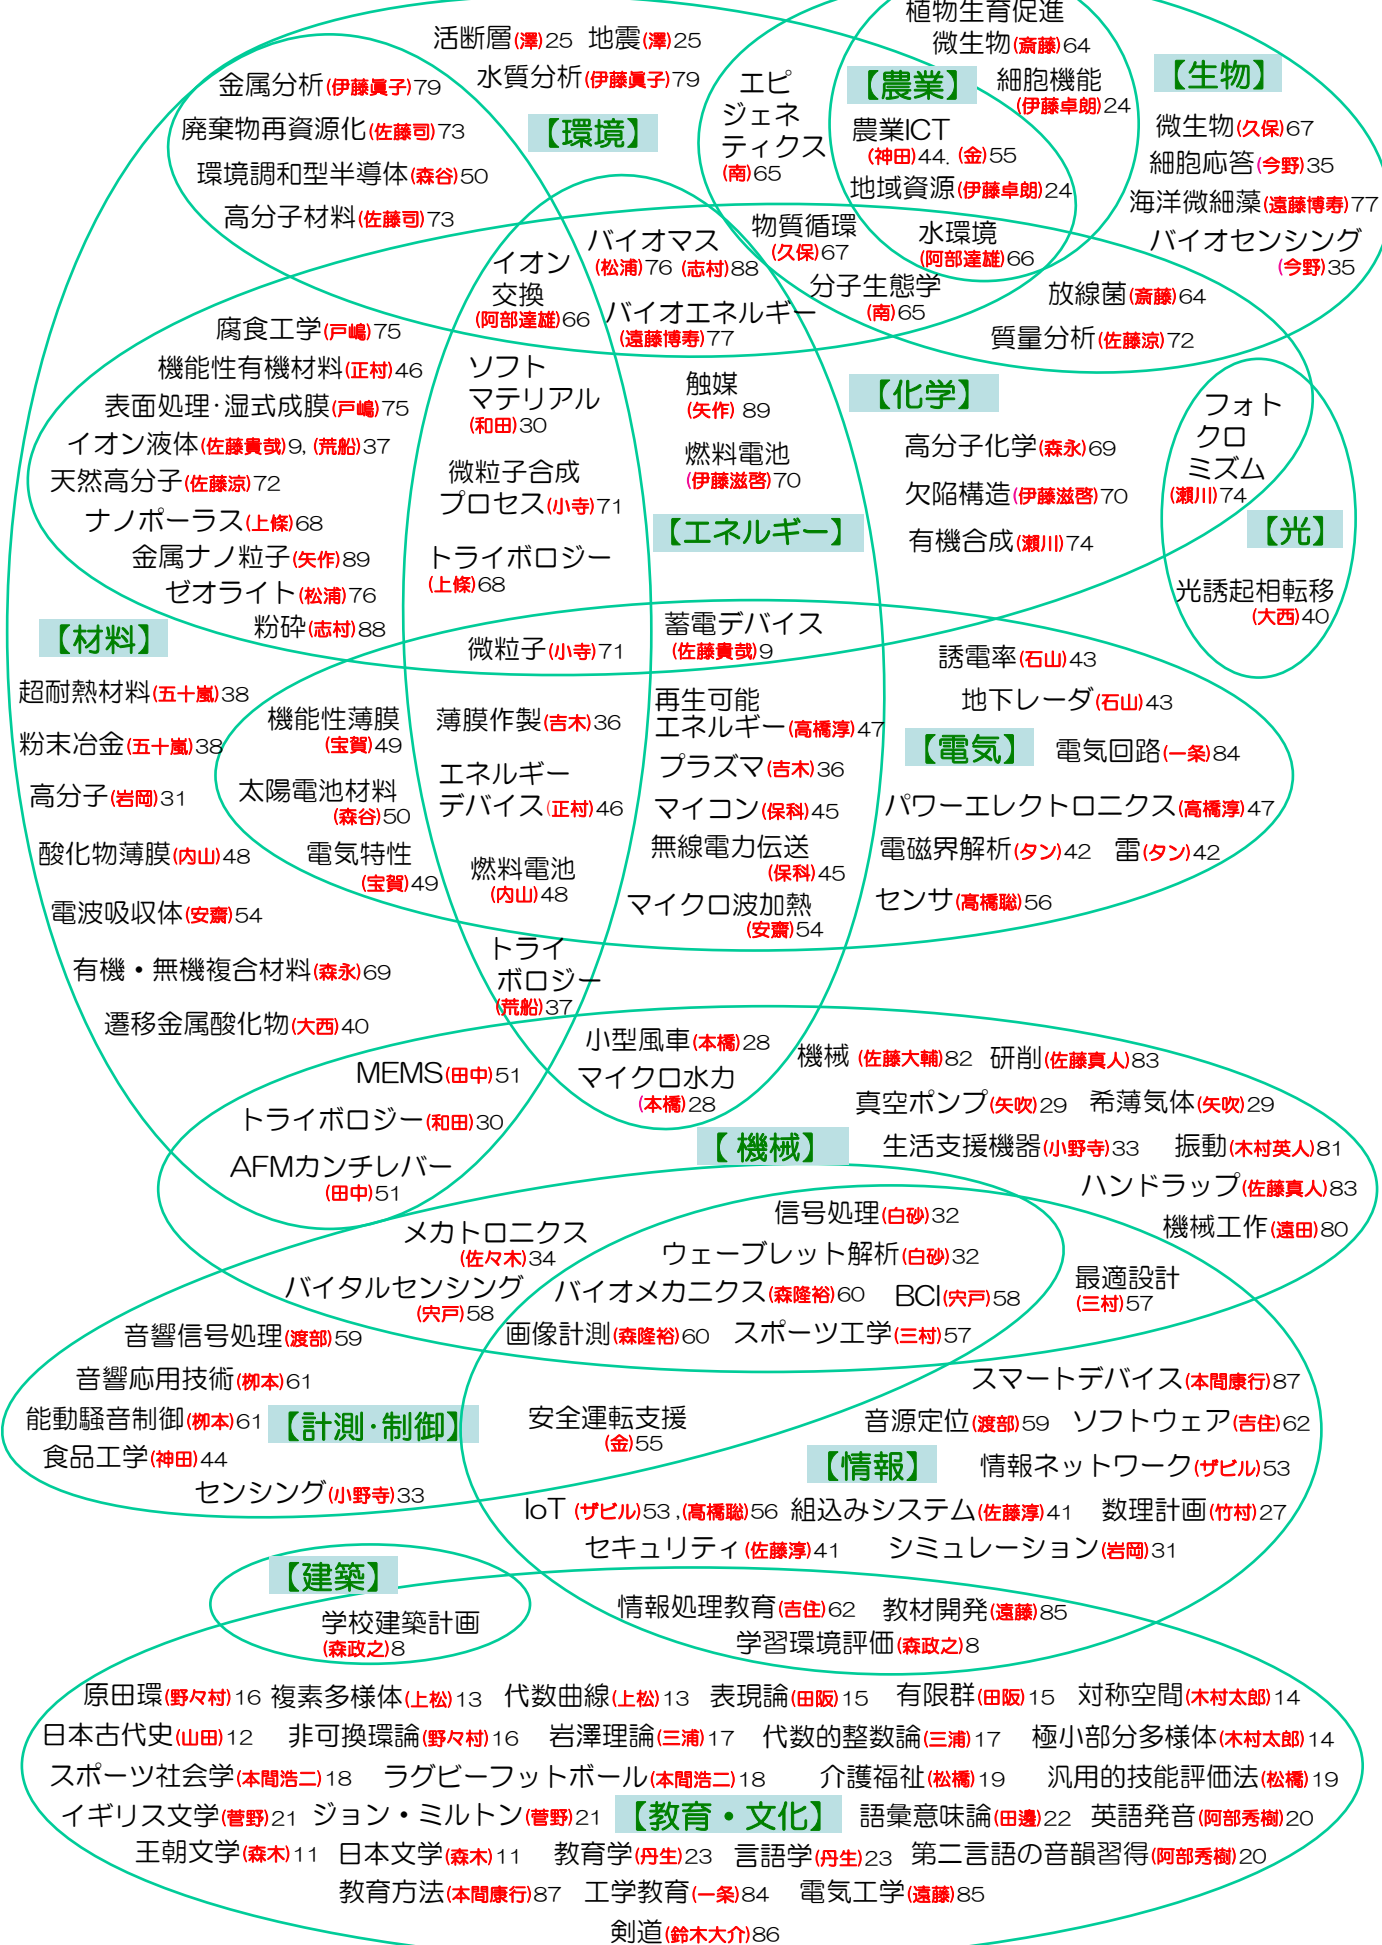 植物生育促進
活断層(澤)25 地震(澤)25
微生物(斎藤)64
水質分析(伊藤眞子)79
エピ
ジェネ
ティクス
(南)65
【農業】
細胞機能
(伊藤卓朗)24
【生物】
金属分析(伊藤眞子)79
廃棄物再資源化(佐藤司)73
【環境】
農業ICT
(神田)44, (金)55
微生物(久保)67
細胞応答(今野)35
環境調和型半導体(森谷)50
地域資源(伊藤卓朗)24
海洋微細藻(遠藤博寿)77
高分子材料(佐藤司)73
物質循環
(久保)67
水環境
(阿部達雄)66
バイオセンシング
(今野)35
バイオマス
(松浦)76 (志村)88
イオン
交換
(阿部達雄)66
分子生態学
(南)65
放線菌(斎藤)64
バイオエネルギー
(遠藤博寿)77
質量分析(佐藤涼)72
腐食工学(戸嶋)75
機能性有機材料(正村)46
表面処理・湿式成膜(戸嶋)75
イオン液体(佐藤貴哉)9, (荒船)37
天然高分子(佐藤涼)72
ナノポーラス(上條)68
金属ナノ粒子(矢作)89
ゼオライト(松浦)76
粉砕(志村)88
ソフト
マテリアル
(和田)30
微粒子合成
プロセス(小寺)71
トライボロジー
(上條)68
触媒
(矢作) 89
燃料電池
(伊藤滋啓)70
【エネルギー】
【化学】
高分子化学(森永)69
欠陥構造(伊藤滋啓)70
有機合成(瀬川)74
フォト
クロ
ミズム
(瀬川)74
【光】
光誘起相転移
(大西)40
【材料】
微粒子(小寺)71
蓄電デバイス
(佐藤貴哉)9
誘電率(石山)43
地下レーダ(石山)43
超耐熱材料(五十嵐)38
粉末冶金(五十嵐)38
高分子(岩岡)31
酸化物薄膜(内山)48
電波吸収体(安齋)54
有機・無機複合材料(森永)69
遷移金属酸化物(大西)40
機能性薄膜
(宝賀)49
太陽電池材料
(森谷)50
電気特性
(宝賀)49
薄膜作製(吉木)36
エネルギー
デバイス(正村)46
燃料電池
(内山)48
トライ
ボロジー
(荒船)37
再生可能
エネルギー(高橋淳)47
プラズマ(吉木)36
マイコン(保科)45
無線電力伝送
(保科)45
マイクロ波加熱
(安齋)54
【電気】
電気回路(一条)84
パワーエレクトロニクス(高橋淳)47
電磁界解析(タン)42 雷(タン)42
センサ(髙橋聡)56
小型風車(本橋)28
マイクロ水力
(本橋)28
MEMS(田中)51
トライボロジー(和田)30
AFMカンチレバー
(田中)51
機械 (佐藤大輔)82 研削(佐藤真人)83
真空ポンプ(矢吹)29 希薄気体(矢吹)29
【 機械】
生活支援機器(小野寺)33 振動(木村英人)81
ハンドラップ(佐藤真人)83
機械工作(遠田)80
メカトロニクス
(佐々木)34
バイタルセンシング
(宍戸)58
信号処理(白砂)32
ウェーブレット解析(白砂)32
バイオメカニクス(森隆裕)60 BCI(宍戸)58
画像計測(森隆裕)60 スポーツ工学(三村)57
最適設計
(三村)57
音響信号処理(渡部)59
音響応用技術(柳本)61
能動騒音制御(柳本)61
【計測・制御】
食品工学(神田)44
センシング(小野寺)33
安全運転支援
(金)55
スマートデバイス(本間康行)87
音源定位(渡部)59 ソフトウェア(吉住)62
【情報】
情報ネットワーク(ザビル)53
IoT (ザビル)53 ,(髙橋聡)56 組込みシステム(佐藤淳)41 数理計画(竹村)27
セキュリティ(佐藤淳)41 シミュレーション(岩岡)31
【建築】
学校建築計画
(森政之)8
情報処理教育(吉住)62 教材開発(遠藤)85
学習環境評価(森政之)8
原田環(野々村)16 複素多様体(上松)13 代数曲線(上松)13 表現論(田阪)15 有限群(田阪)15 対称空間(木村太郎)14
日本古代史(山田)12 非可換環論(野々村)16 岩澤理論(三浦)17 代数的整数論(三浦)17 極小部分多様体(木村太郎)14
スポーツ社会学(本間浩二)18 ラグビーフットボール(本間浩二)18 介護福祉(松橋)19 汎用的技能評価法(松橋)19
イギリス文学(菅野)21 ジョン・ミルトン(菅野)21 【教育・文化】 語彙意味論(田邊)22 英語発音(阿部秀樹)20
王朝文学(森木)11 日本文学(森木)11 教育学(丹生)23 言語学(丹生)23 第二言語の音韻習得(阿部秀樹)20
教育方法(本間康行)87 工学教育(一条)84 電気工学(遠藤)85
剣道(鈴木大介)86